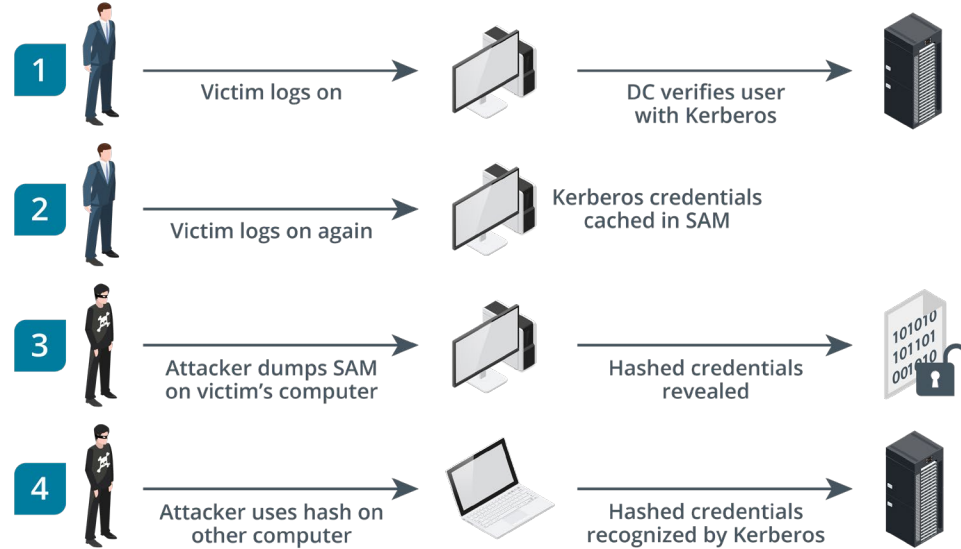 1
Victim logs on
DC verifies user
with Kerberos
2
Victim logs on again
Kerberos credentials
cached in SAM
3
Attacker dumps SAM
on victim's computer
Hashed credentials
revealed
101010
101101
001010
4
Attacker uses hash on
other computer
Hashed credentials
recognized by Kerberos